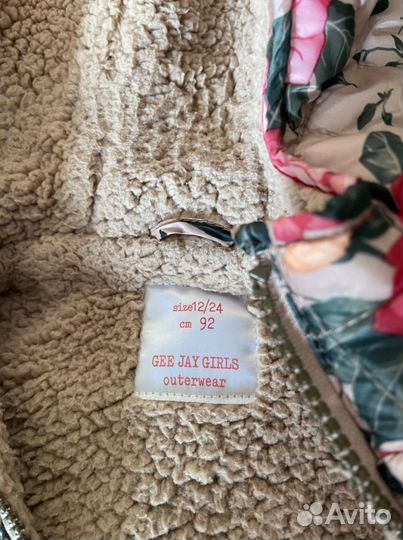 size12/24
cm 92
GEE JAY GIRLS
outerwear
Avito